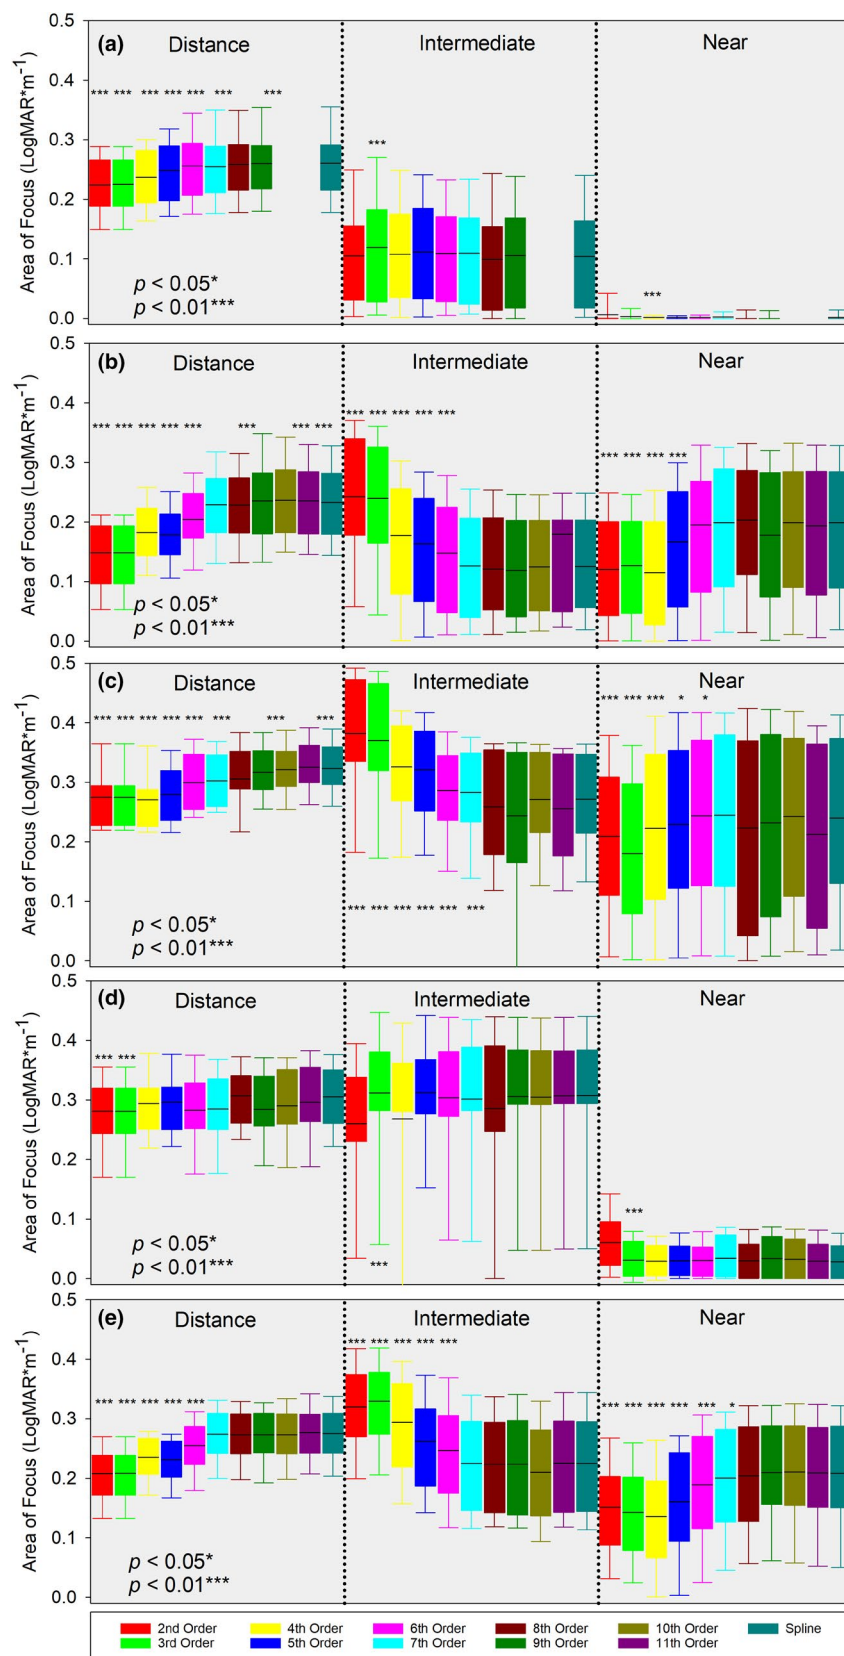 (a) Distance Intermediate Near
0.5
0.4
*** *** *** *** *** *** ***
***
0.3
0.2
0.1
***
p < 0.05*
p < 0.01***
0.0
Area of Focus (LogMAR*m-1)
(b) Distance Intermediate Near
0.5
0.4
*** *** *** *** ***
*** *** *** *** *** *** *** ***
0.3
*** *** *** ***
0.2
0.1
p < 0.05*
p < 0.01***
0.0
Area of Focus (LogMAR*m-1)
(c) Distance Intermediate Near
0.5
0.4
*** *** *** *** *** *** *** ***
*** *** *** * *
0.3
0.2
0.1
*** *** *** *** *** ***
p < 0.05*
p < 0.01***
0.0
Area of Focus (LogMAR*m-1)
(d) Distance Intermediate Near
0.5
0.4
*** ***
0.3
0.2
0.1
***
***
p < 0.05*
p < 0.01***
0.0
Area of Focus (LogMAR*m-1)
(e) Distance Intermediate Near
0.5
0.4
*** *** *** *** ***
*** *** *** *** ***
*** *** *** *** *** *
0.3
0.2
0.1
p < 0.05*
p < 0.01***
0.0
Area of Focus (LogMAR*m-1)
2nd Order 4th Order 6th Order 8th Order 10th Order Spline
3rd Order 5th Order 7th Order 9th Order 11th Order